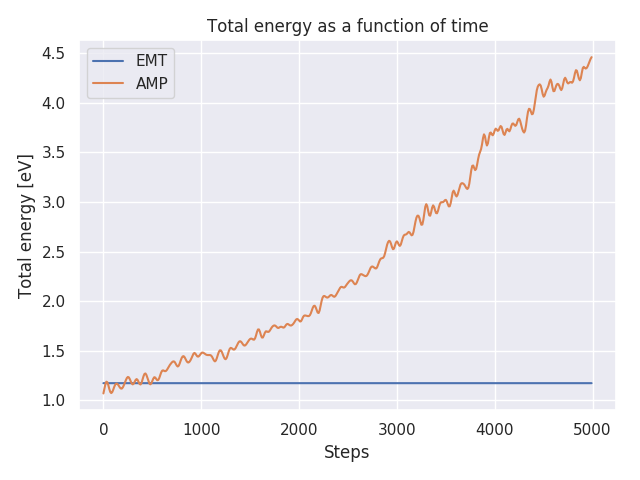 Total energy as a function of time
EMT
AMP
4.5
4.0
3.5
3.0
2.5
2.0
1.5
1.0
Total energy [eV]
0 1000 2000 3000 4000 5000
Steps